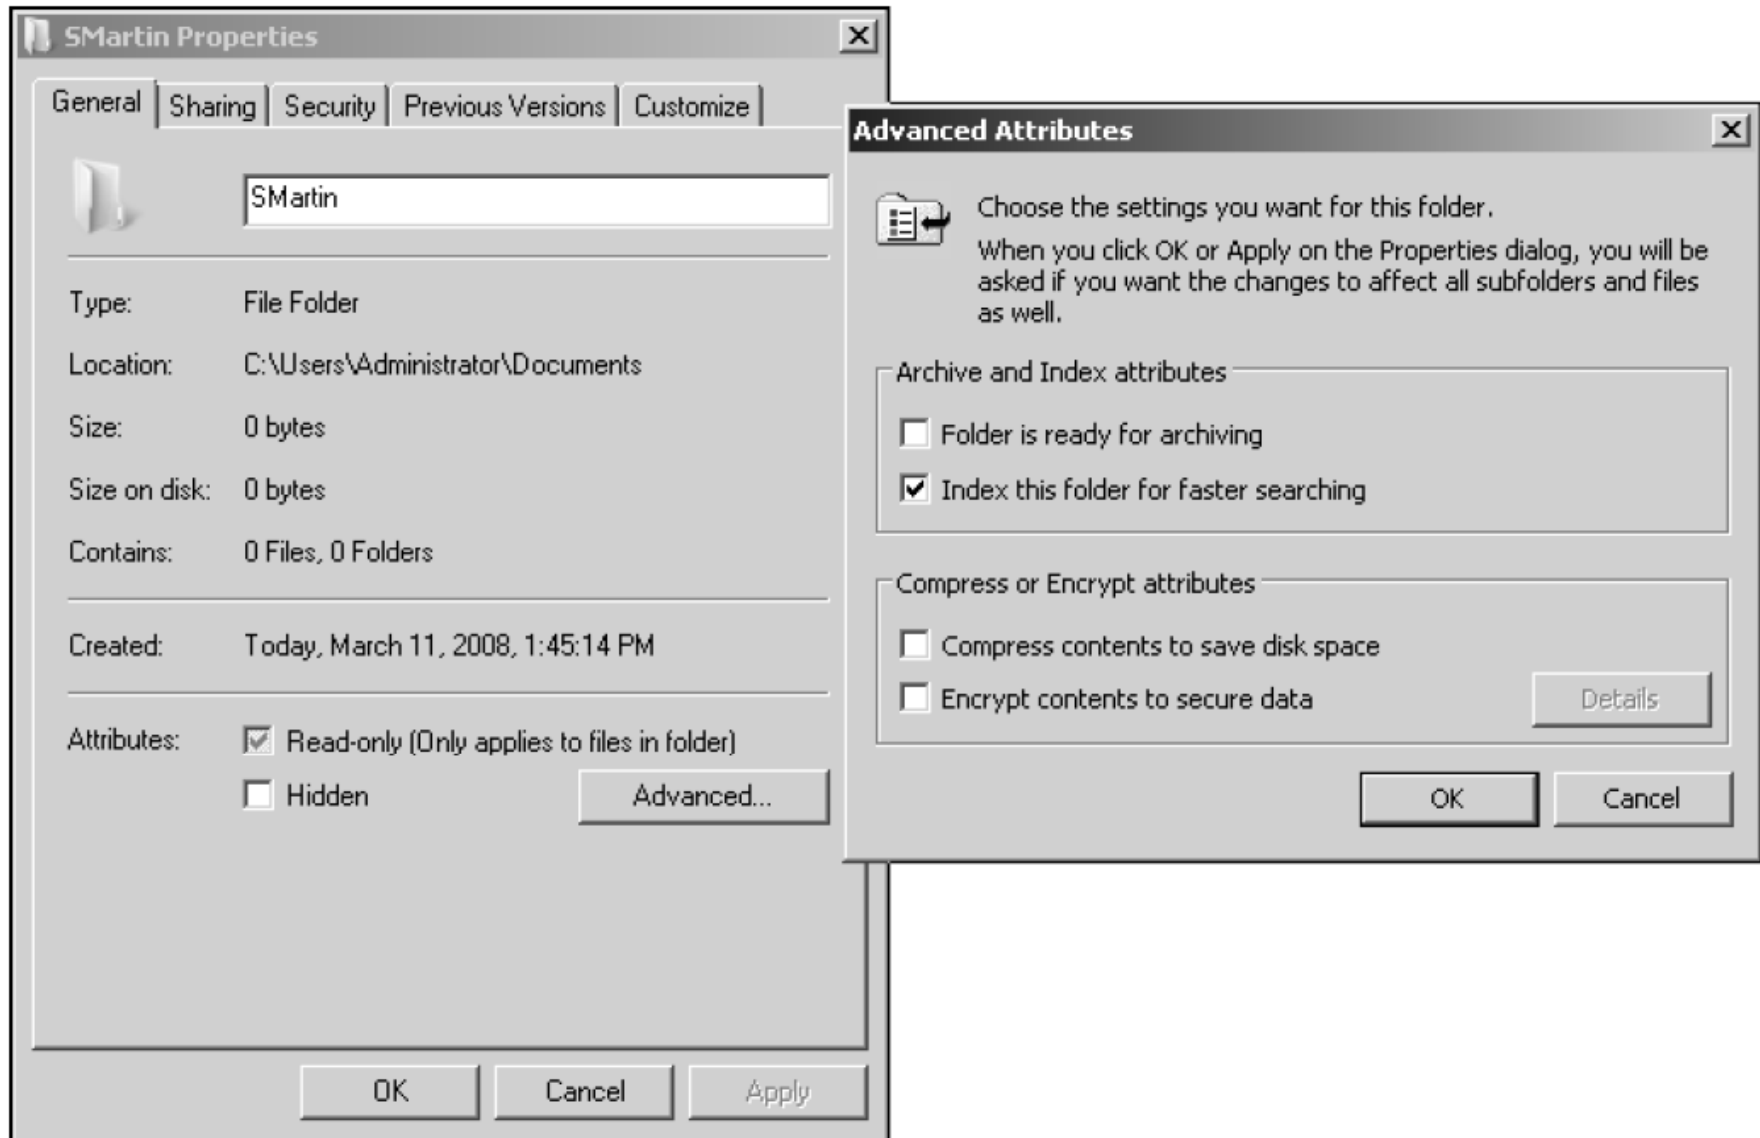 SMartin Properties
General Sharing Security Previous Versions Customize
SMartin
Type: File Folder
Location: C:\Users\Administrator\Documents
Size: 0 bytes
Size on disk: 0 bytes
Contains: 0 Files, 0 Folders
Created: Today, March 11, 2008, 1:45:14 PM
Attributes: Read-only (Only applies to files in folder)
Hidden Advanced...
OK Cancel Apply
Advanced Attributes
Choose the settings you want for this folder.
When you click OK or Apply on the Properties dialog, you will be
asked if you want the changes to affect all subfolders and files
as well.
Archive and Index attributes
Folder is ready for archiving
Index this folder for faster searching
Compress or Encrypt attributes
Compress contents to save disk space
Encrypt contents to secure data Details
OK Cancel